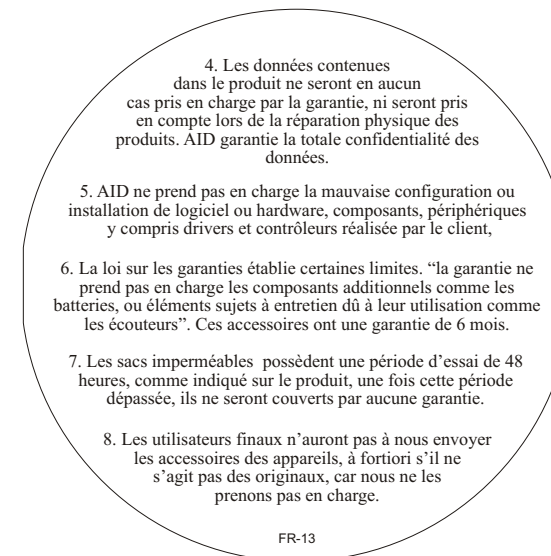 4. Les données contenues
dans le produit ne seront en aucun
cas pris en charge par la garantie, ni seront pris
en compte lors de la réparation physique des
produits. AID garantie la totale confidentialité des
données.
5. AID ne prend pas en charge la mauvaise configuration ou
installation de logiciel ou hardware, composants, périphériques
y compris drivers et contrôleurs réalisée par le client,
6. La loi sur les garanties établie certaines limites. “la garantie ne
prend pas en charge les composants additionnels comme les
batteries, ou éléments sujets à entretien dû à leur utilisation comme
les écouteurs”. Ces accessoires ont une garantie de 6 mois.
7. Les sacs imperméables possèdent une période d’essai de 48
heures, comme indiqué sur le produit, une fois cette période
dépassée, ils ne seront couverts par aucune garantie.
8. Les utilisateurs finaux n’auront pas à nous envoyer
les accessoires des appareils, à fortiori s’il ne
s’agit pas des originaux, car nous ne les
prenons pas en charge.
FR-13